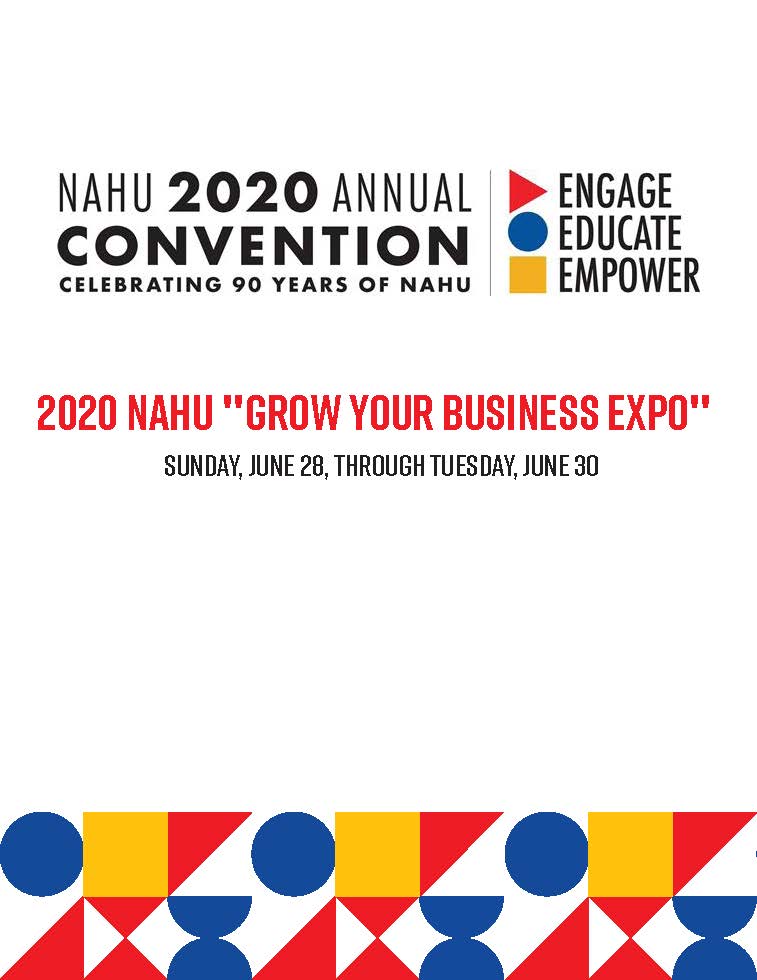 NAHU 2020 ANNUAL
CONVENTION
CELEBRATING 90 YEARS OF NAHU
ENGAGE
EDUCATE
EMPOWER
2020 NAHU "GROW YOUR BUSINESS EXPO"
SUNDAY, JUNE 28, THROUGH TUESDAY, JUNE 30